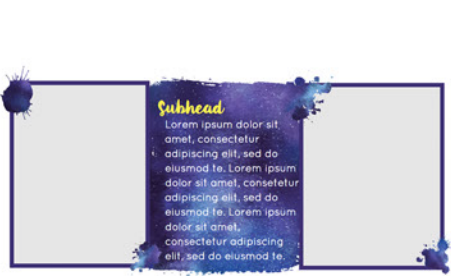 Subhead
Lorem ipsum dolor sit
amet, consectetur
adipiscing elit, sed do
eiusmod te. Lorem ipsum
dolor sit amet, consetetur
adipiscing elit, sed do
eiusmod te. Lorem ipsum
dolor sit amet,
consectetur adipiscing
elit, sed do eiusmod te.